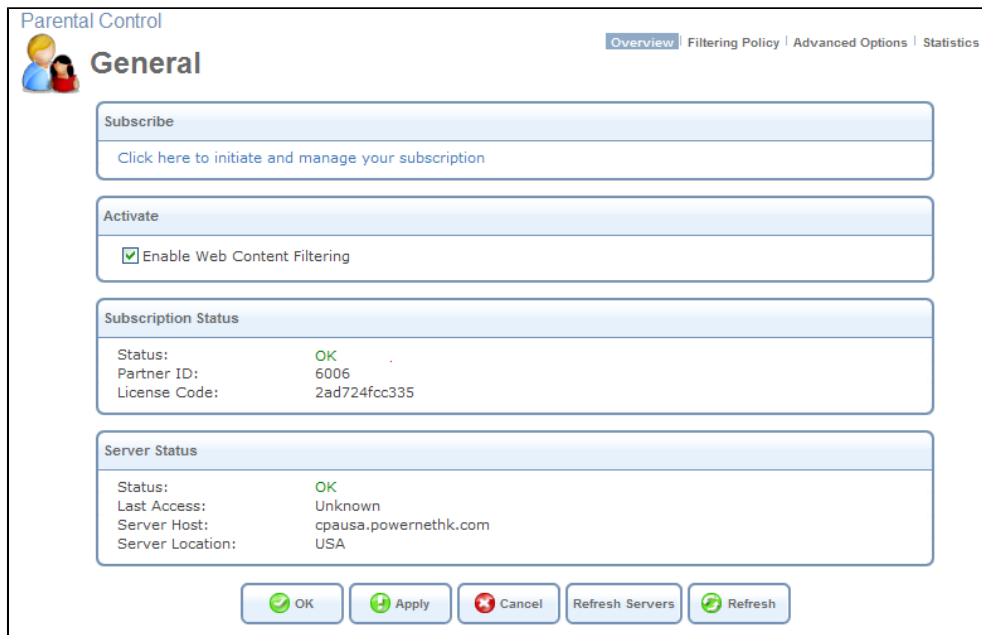 Parental Control
General
Overview | Filtering Policy | Advanced Options | Statistics
Subscribe
Click here to initiate and manage your subscription
Activate
Enable Web Content Filtering
Subscription Status
Status: OK .
Partner ID: 6006
License Code: 2ad724fcc335
Server Status
Status: OK
Last Access: Unknown
Server Host: cpausa.powernethk.com
Server Location: USA
OK Apply Cancel Refresh Servers Refresh